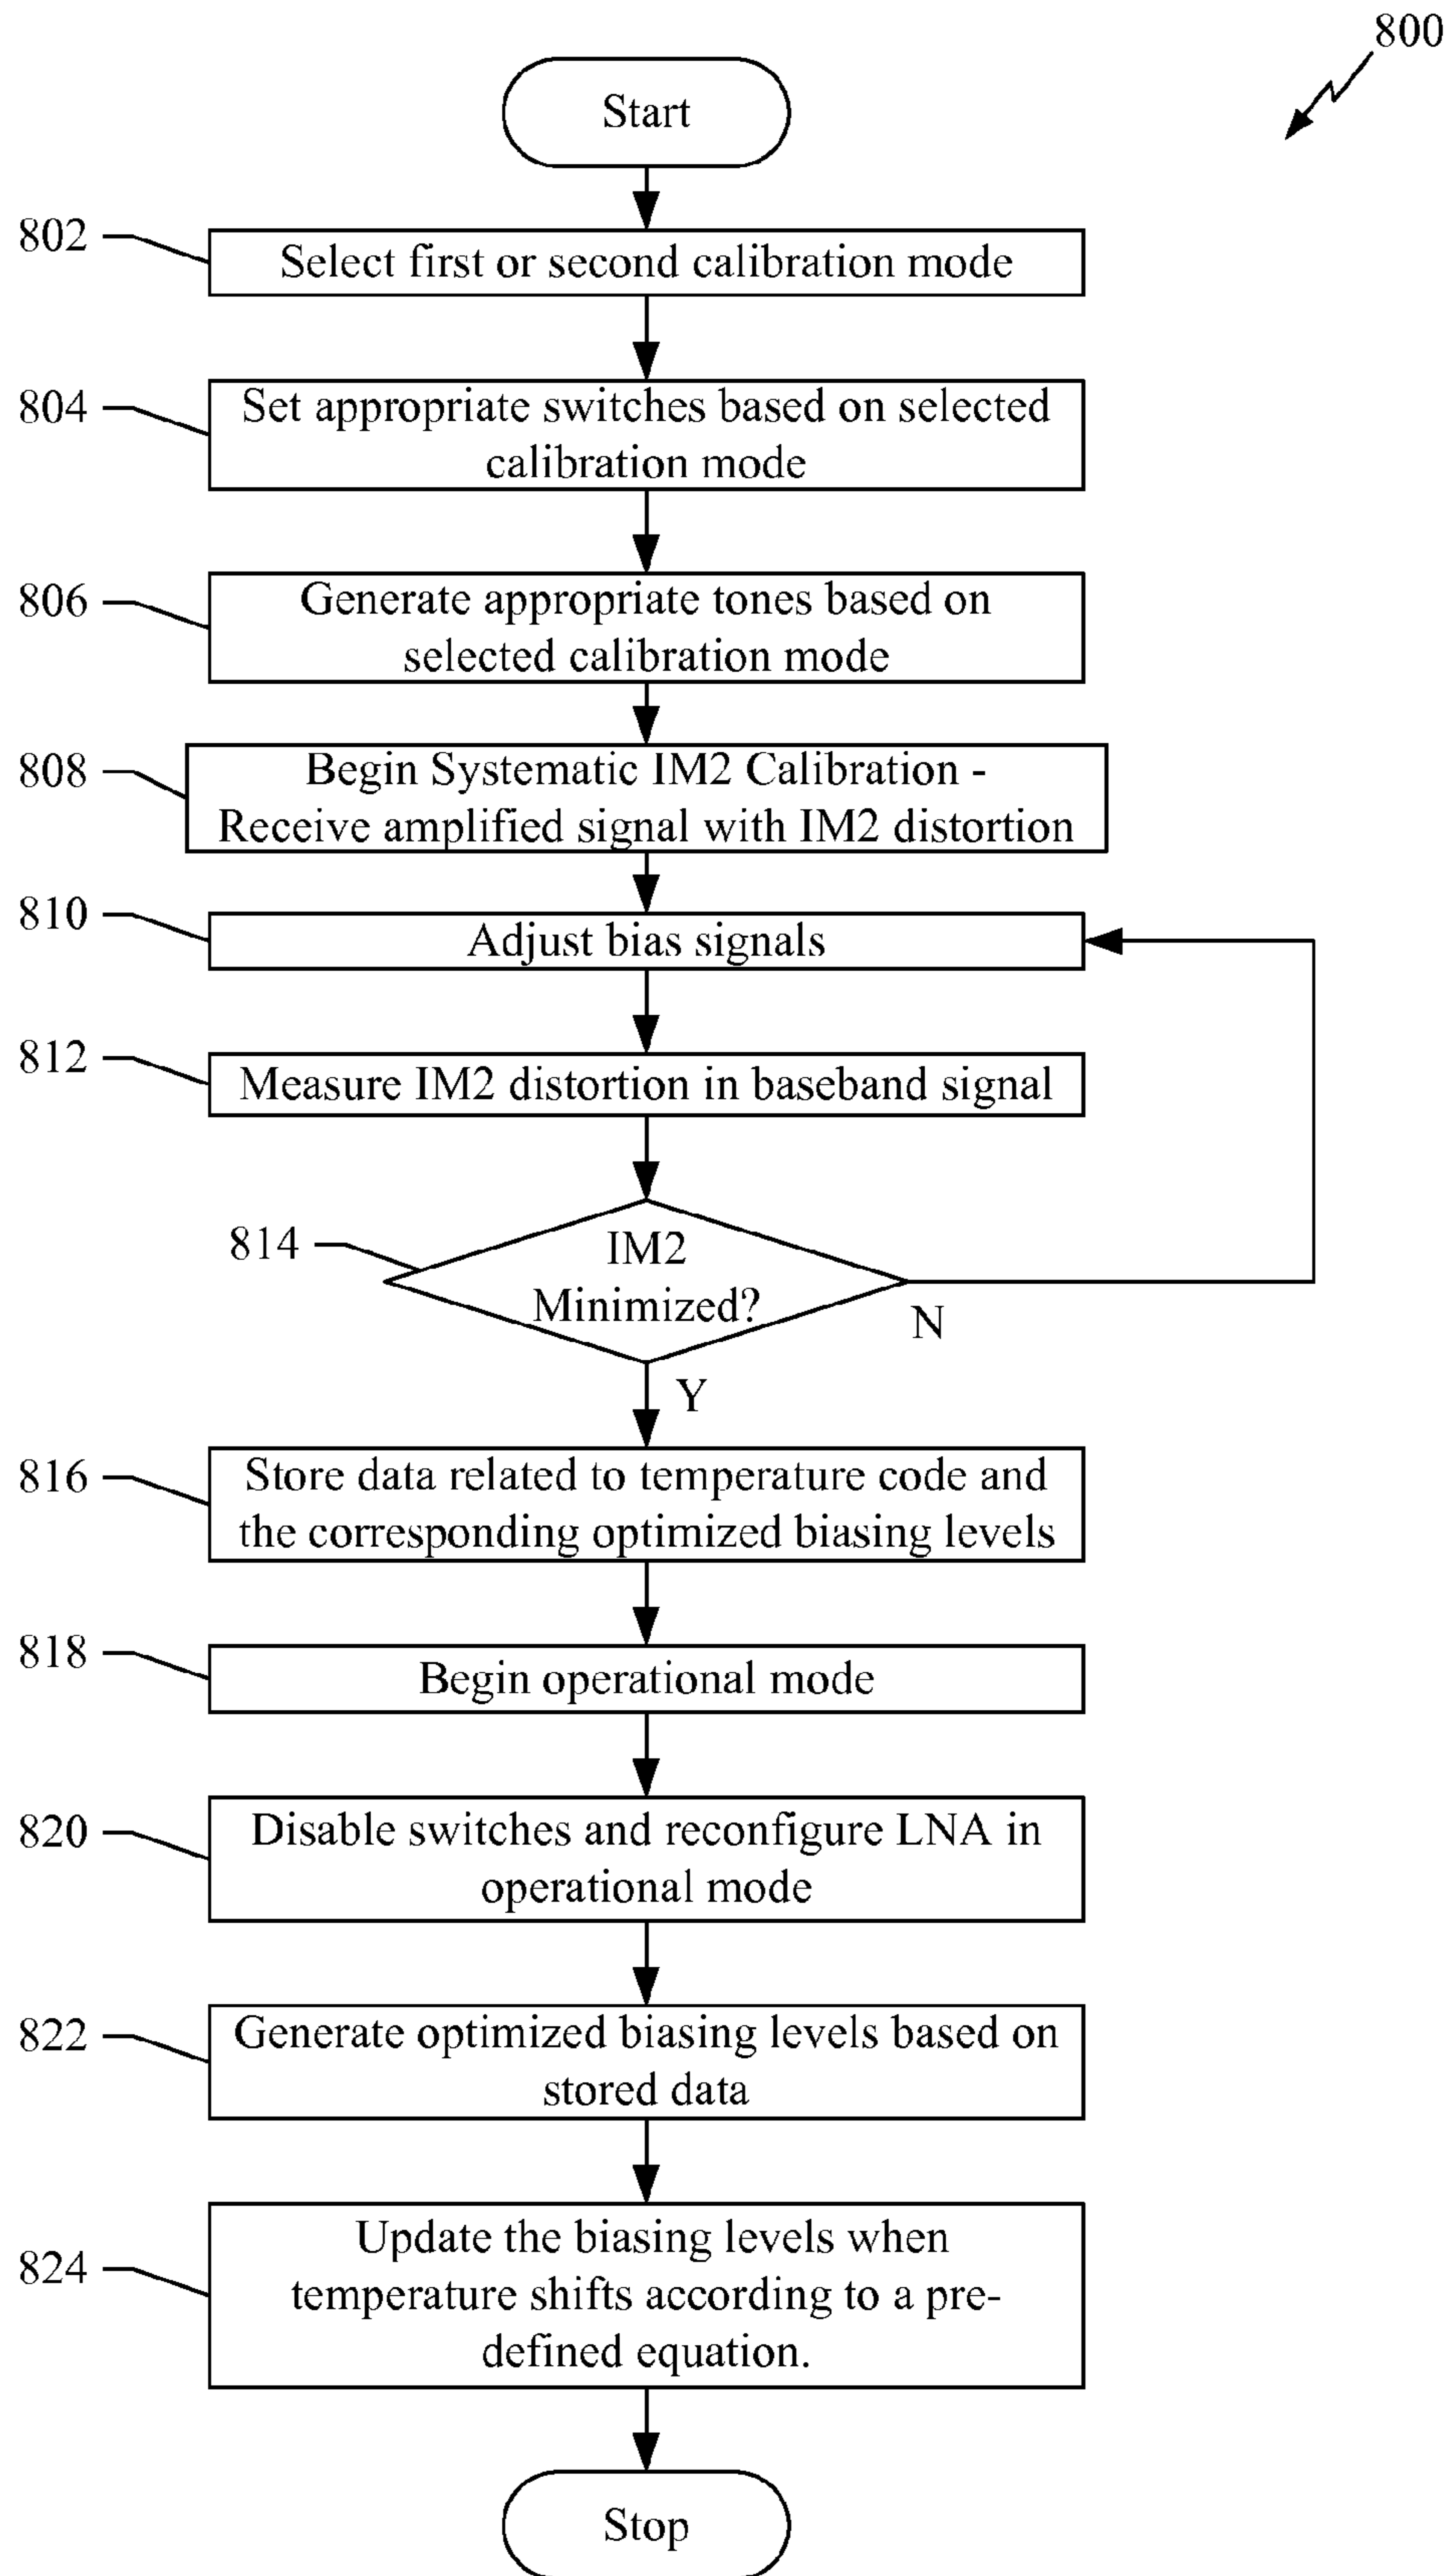 800
Start
802
Select first or second calibration mode
804
Set appropriate switches based on selected
calibration mode
806
Generate appropriate tones based on
selected calibration mode
808
Begin Systematic IM2 Calibration -
Receive amplified signal with IM2 distortion
810
Adjust bias signals
812
Measure IM2 distortion in baseband signal
814
IM2
Minimized?
N
Y
816
Store data related to temperature code and
the corresponding optimized biasing levels
818
Begin operational mode
820
Disable switches and reconfigure LNA in
operational mode
822
Generate optimized biasing levels based on
stored data
824
Update the biasing levels when
temperature shifts according to a pre-
defined equation.
Stop